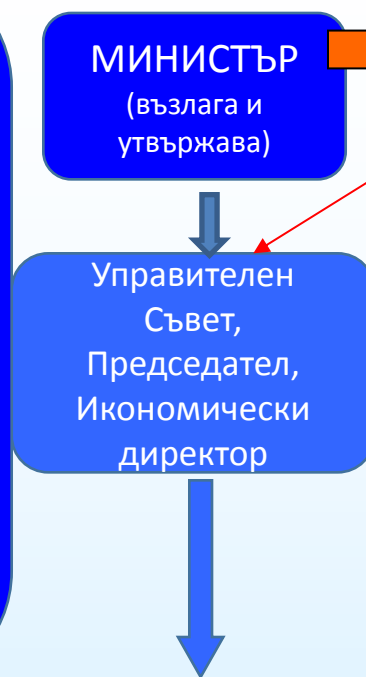 МИНИСТЪР
(възлага и
утвържава)
Управителен
Съвет,
Председател,
Икономически
директор